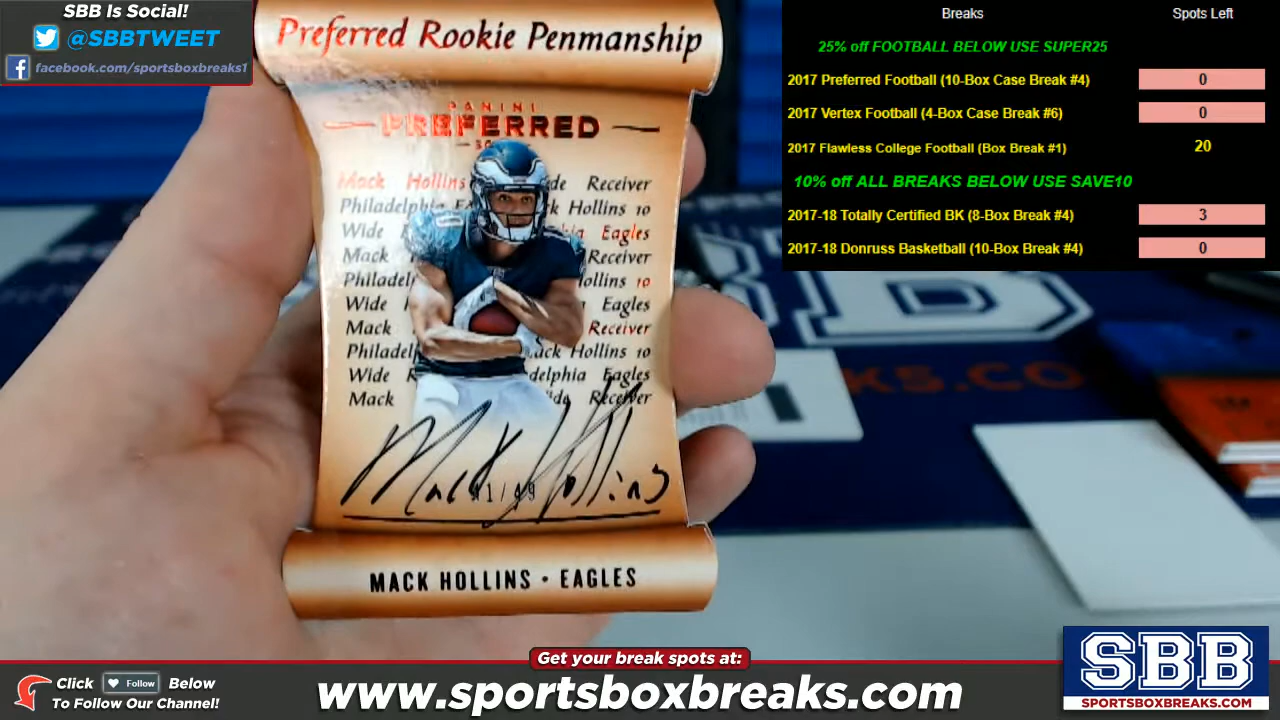 SBB Is Social!
@SBBTWEET
facebook.com/sportsboxbreaks1
Preferred Rookie Penmanship
PANINI
PREFERRED
Mack Hollins Receiver
Philadelphia Hollins 10
Wide Eagles
Mack Receiver
Hollins 10
Wide Eagles
Mack Receiver
Hollins 10
Wide Eagles
Mack Receiver
Mack Hollins
/49
MACK HOLLINS • EAGLES
Breaks Spots Left
25% off FOOTBALL BELOW USE SUPER25
2017 Preferred Football (10-Box Case Break #4) 0
2017 Vertex Football (4-Box Case Break #6) 0
2017 Flawless College Football (Box Break #1) 20
10% off ALL BREAKS BELOW USE SAVE10
2017-18 Totally Certified BK (8-Box Break #4) 3
2017-18 Donruss Basketball (10-Box Break #4) 0
Get your break spots at:
Click Follow Below
To Follow Our Channel!
www.sportsboxbreaks.com
SBB
SPORTSBOXBREAKS.COM